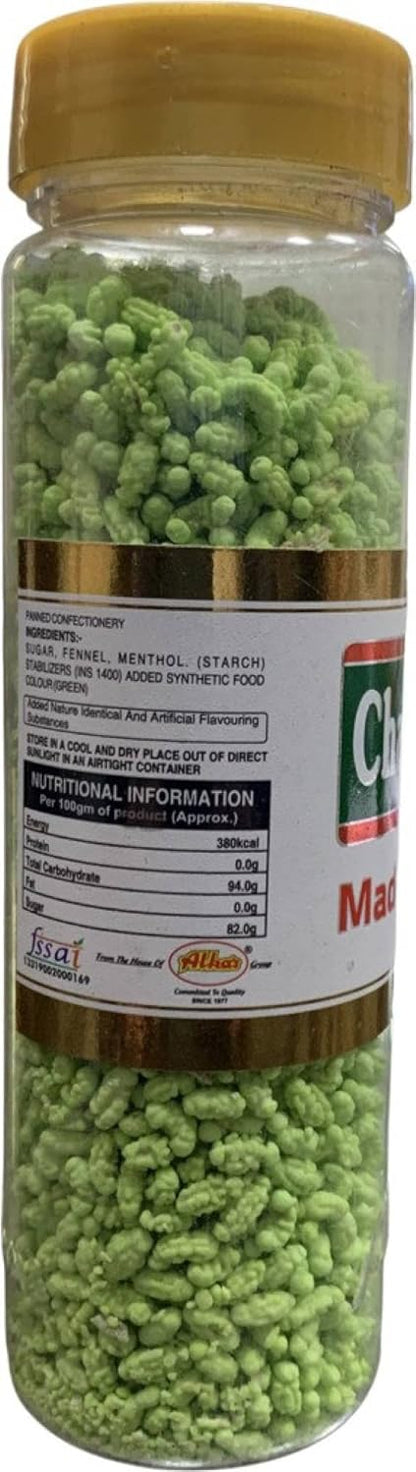 PANNED CONFECTIONERY
INGREDIENTS:-
SUGAR, FENNEL, MENTHOL. (STARCH)
STABILIZERS (INS 1400) ADDED SYNTHETIC FOOD
COLOUR (GREEN)
Added Nature Identical And Artificial Flavouring
Substances
STORE IN A COOL AND DRY PLACE OUT OF DIRECT
SUNLIGHT IN AN AIRTIGHT CONTAINER
NUTRITIONAL INFORMATION
Per 100gm of product (Approx.)
Energy 380kcal
Protein 0.0g
Total Carbohydrate 94.0g
Fat 0.0g
Sugar 82.0g
fssai
13319002000169
From The House Of Alkar® Group
Committed To Quality
SINCE 1977
Ch
Mad